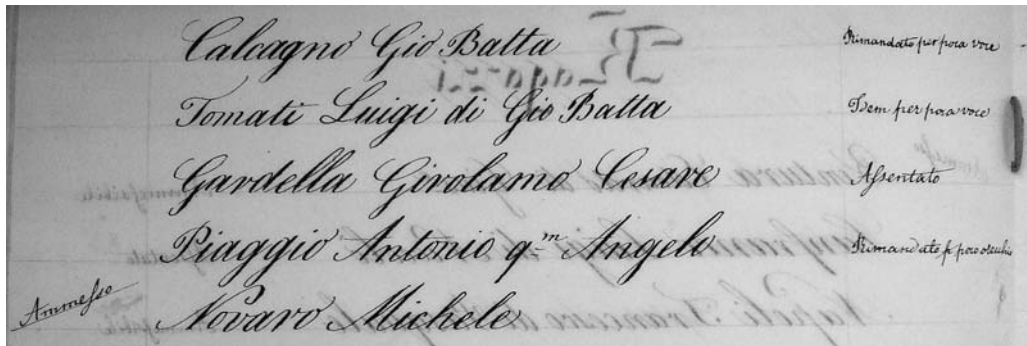 Calcagno Gio Batta Rimandato per poca voce
Tomati Luigi di Gio Batta Idem per poca voce
Gardella Girolamo Cesare Assentato
Piaggio Antonio q.m Angelo Rimandato p poco orecchio
Ammesso Novaro Michele